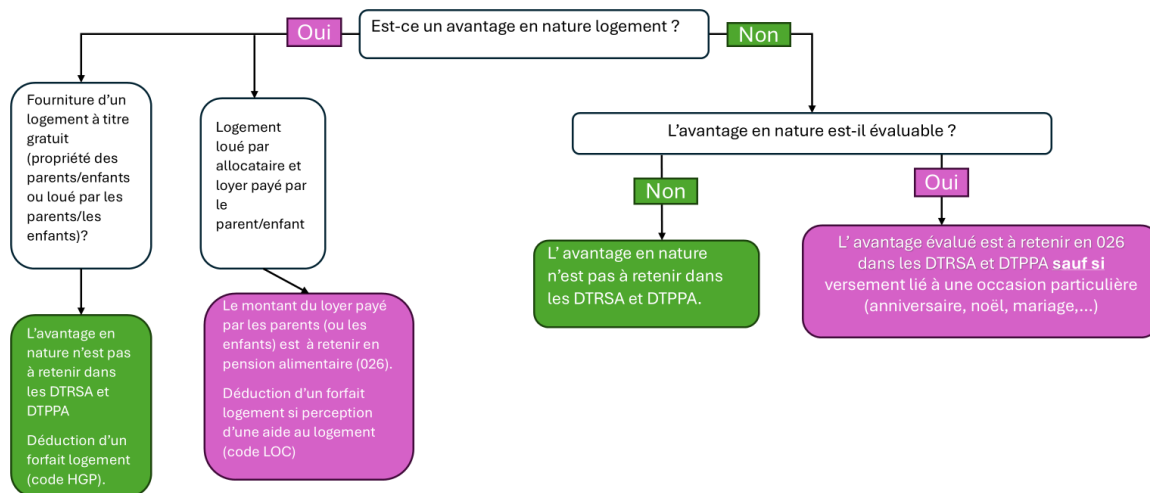 Est-ce un avantage en nature logement ?
Oui
Non
Fourniture d'un
logement à titre
gratuit
(propriété des
parents/enfants
ou loué par les
parents/les
enfants)?
Logement
loué par
allocataire et
loyer payé par
le
parent/enfant
L'avantage en nature est-il évaluable ?
Non
Oui
L' avantage en nature
n'est pas à retenir dans
les DTRSA et DTPPA.
L' avantage évalué est à retenir en 026
dans les DTRSA et DTPPA sauf si
versement lié à une occasion particulière
(anniversaire, noël, mariage,...)
L'avantage en
nature n'est pas
à retenir dans
les DTRSA et
DTPPA
Déduction d'un
forfait logement
(code HGP).
Le montant du loyer payé
par les parents (ou les
enfants) est à retenir en
pension alimentaire (026).
Déduction d'un forfait
logement si perception
d'une aide au logement
(code LOC)